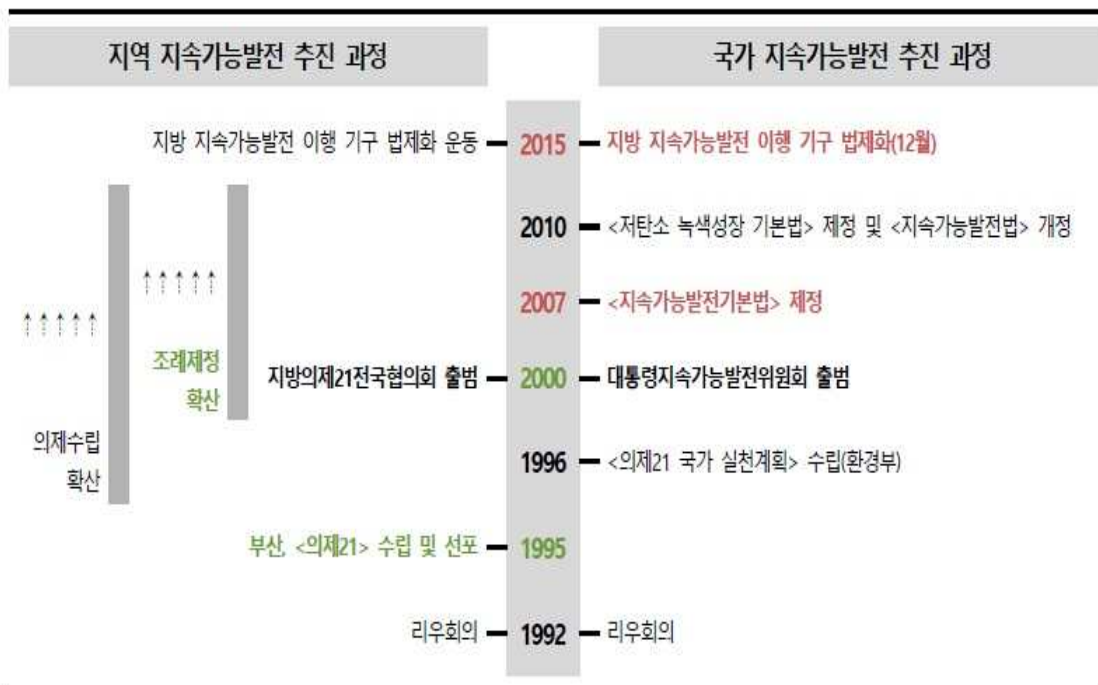 지역 지속가능발전 추진 과정
국가 지속가능발전 추진 과정
지방 지속가능발전 이행 기구 법제화 운동
2015
지방 지속가능발전 이행 기구 법제화(12월)
2010
<저탄소 녹색성장 기본법> 제정 및 <지속가능발전법> 개정
2007
<지속가능발전기본법> 제정
조례제정
확산
지방의제21전국협의회 출범
2000
대통령지속가능발전위원회 출범
의제수립
확산
1996
<의제21 국가 실천계획> 수립(환경부)
부산, <의제21> 수립 및 선포
1995
리우회의
1992
리우회의